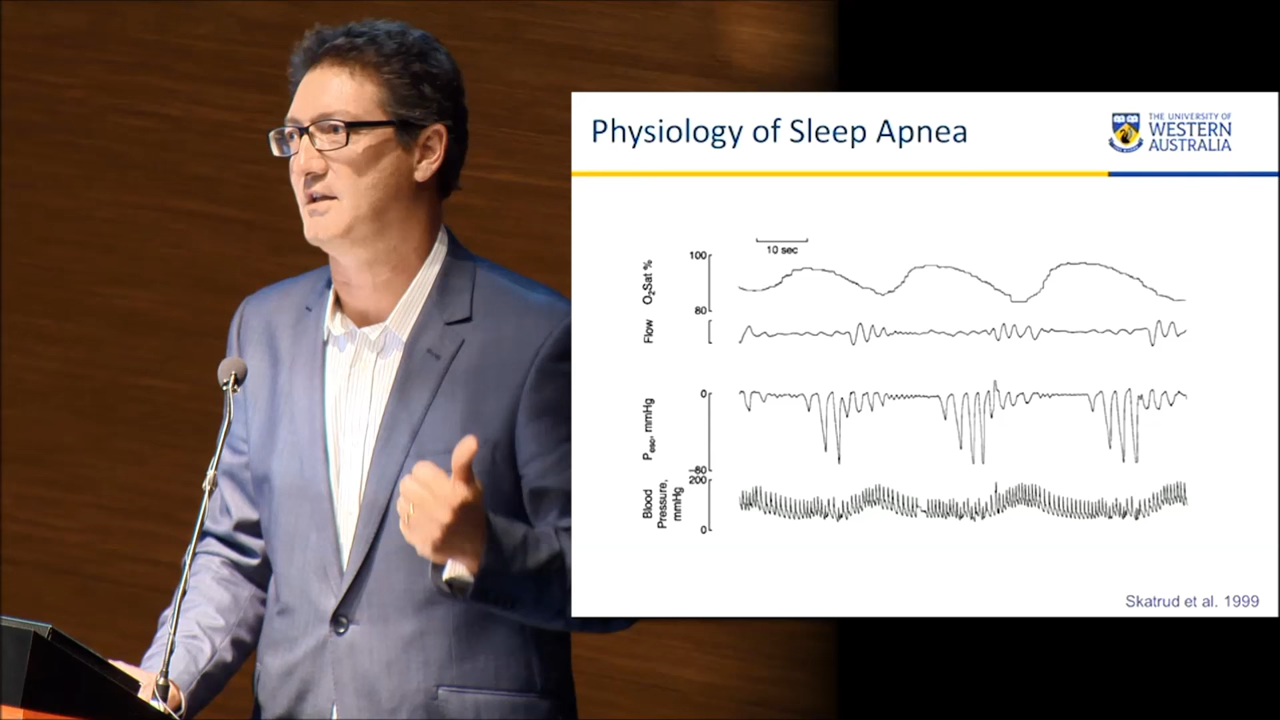 Physiology of Sleep Apnea
THE UNIVERSITY OF
WESTERN
AUSTRALIA
10 sec
100
O₂Sat %
80
Flow
0
Peso, mmHg
-80
200
Blood
Pressure,
mmHg
0
Skatrud et al. 1999